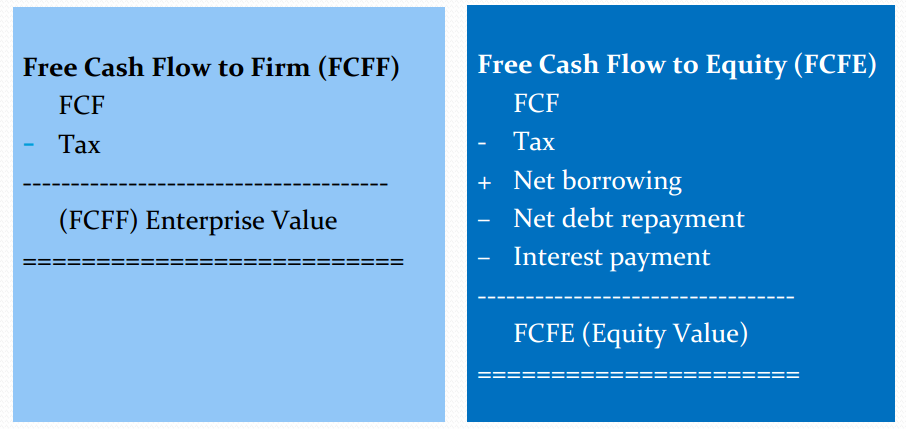 Free Cash Flow to Firm (FCFF)
FCF
- Tax
--------------------------------------
(FCFF) Enterprise Value
==========================
Free Cash Flow to Equity (FCFE)
FCF
- Tax
+ Net borrowing
– Net debt repayment
– Interest payment
---------------------------------
FCFE (Equity Value)
======================